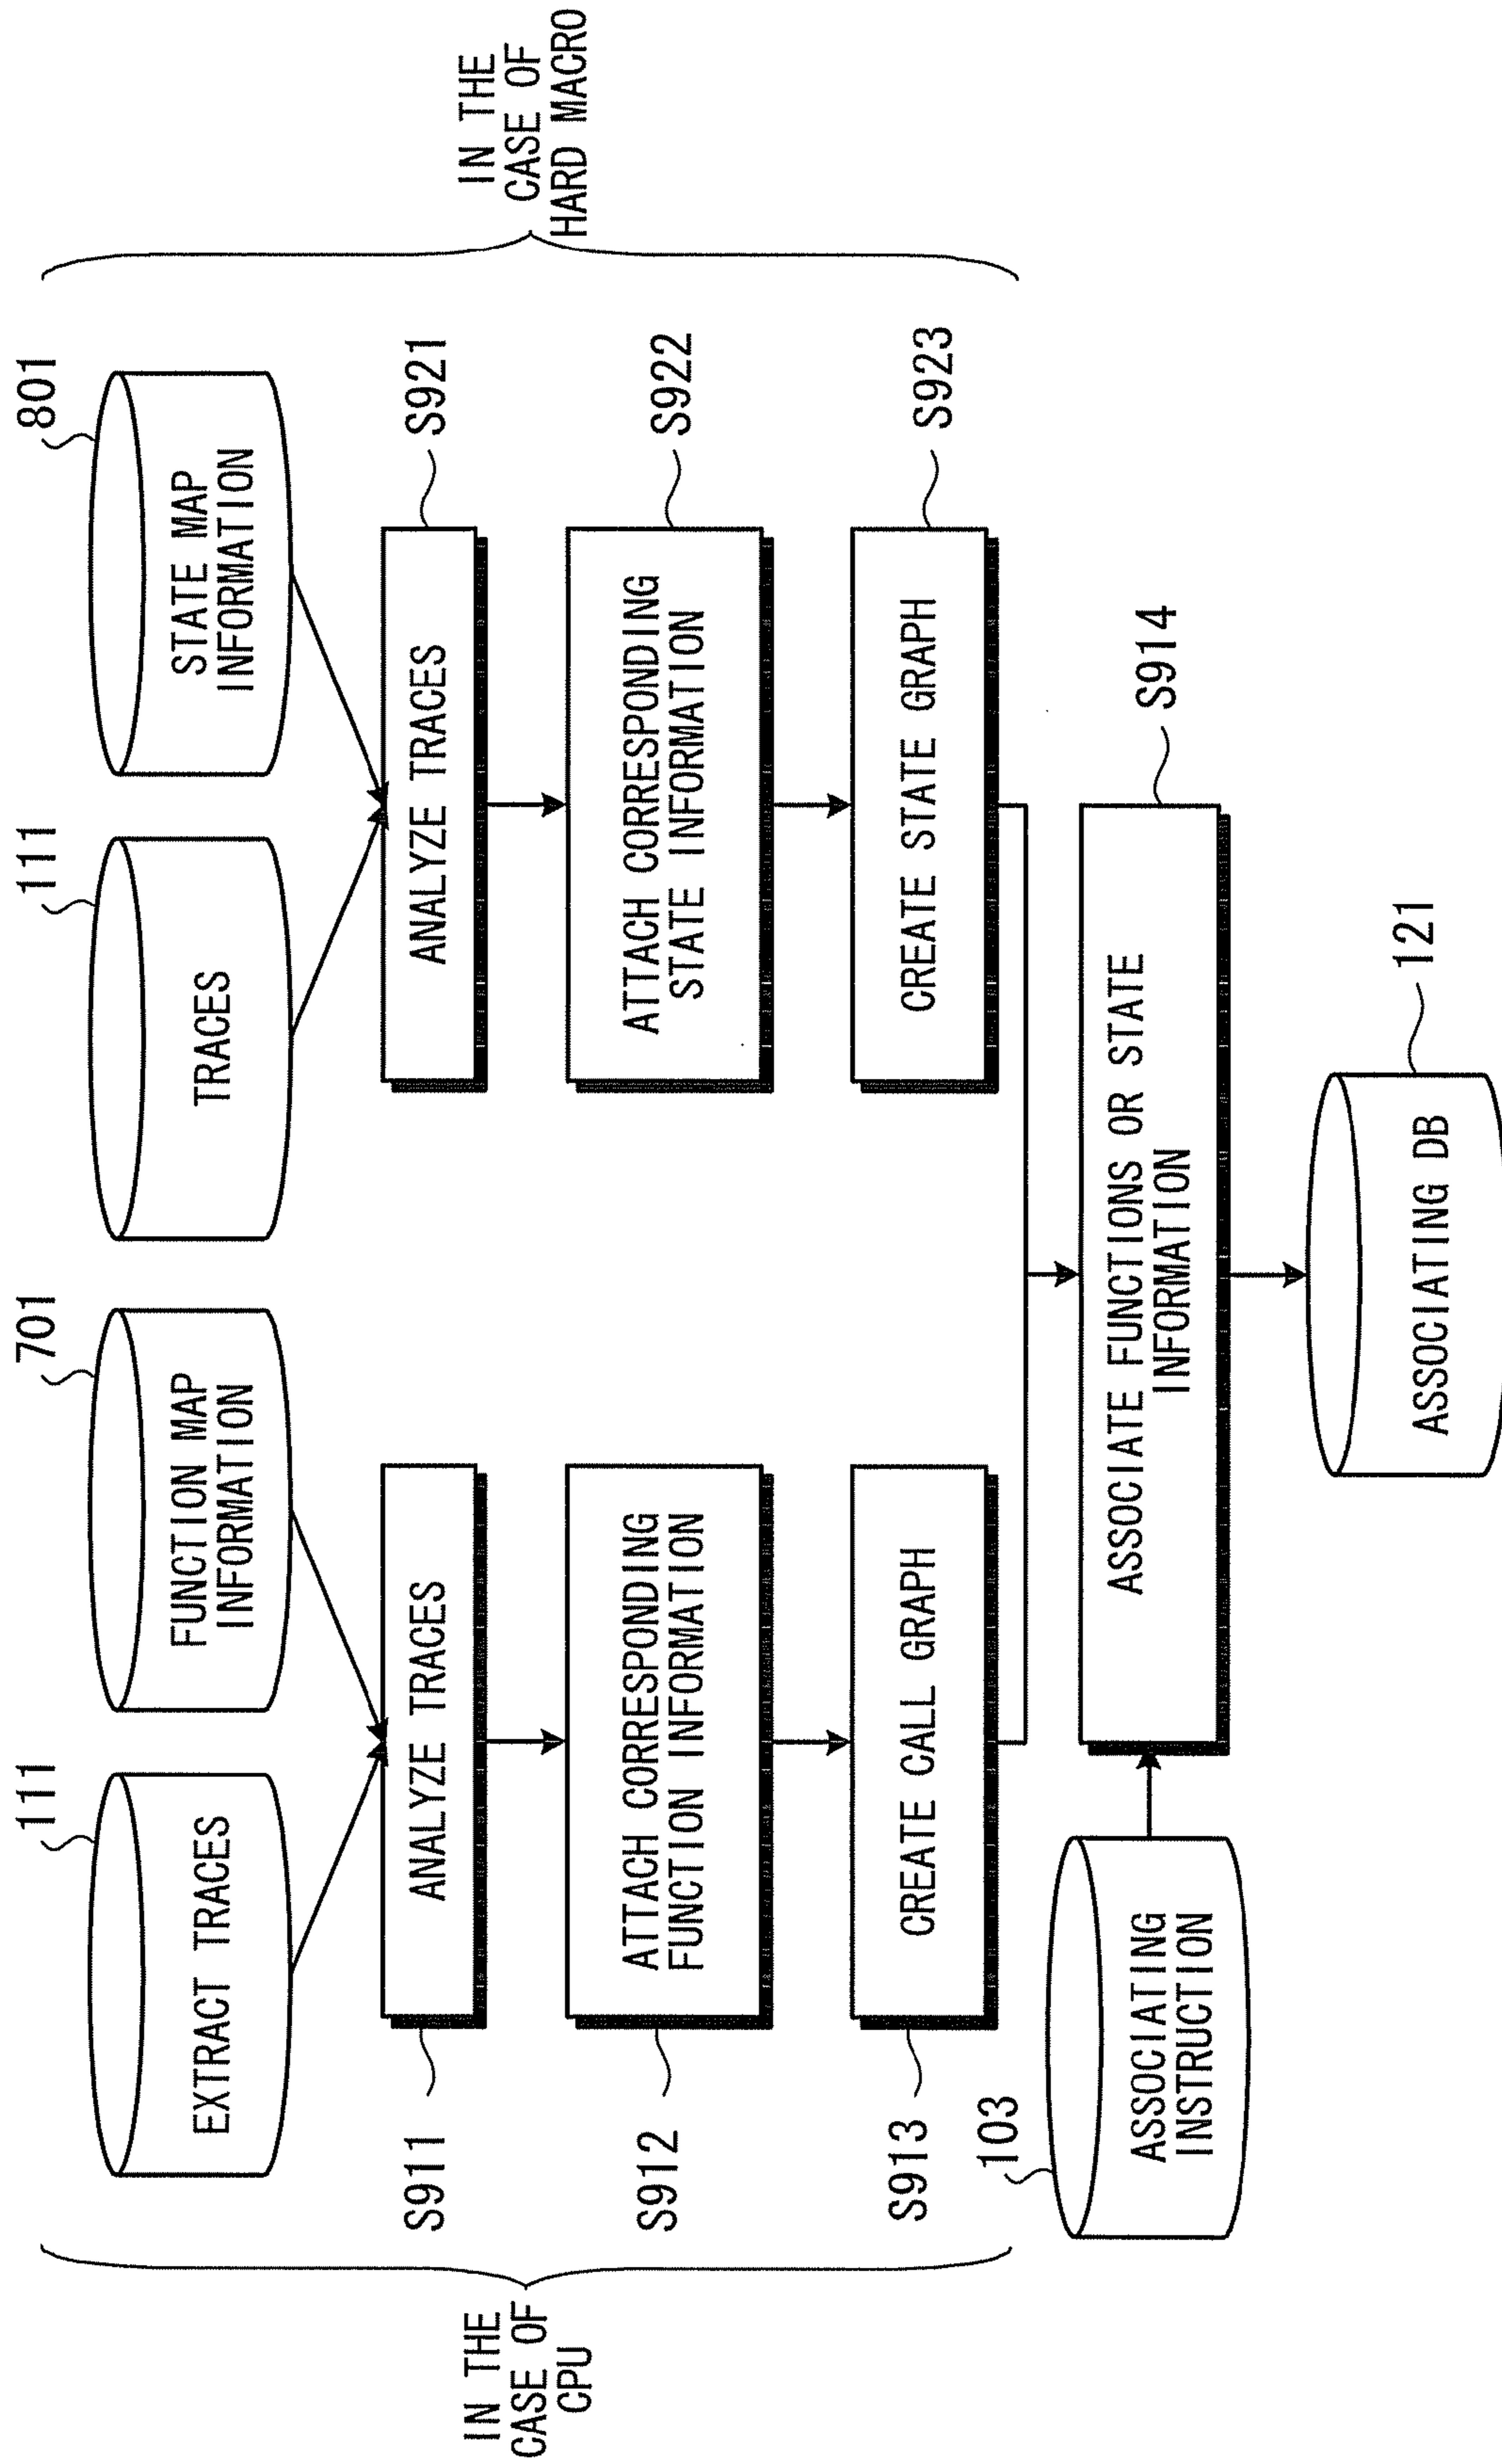 111
EXTRACT TRACES
701
FUNCTION MAP
INFORMATION
111
TRACES
801
STATE MAP
INFORMATION
IN THE
CASE OF
CPU
S911
ANALYZE TRACES
S912
ATTACH CORRESPONDING
FUNCTION INFORMATION
S913
CREATE CALL GRAPH
ANALYZE TRACES
S921
ATTACH CORRESPONDING
STATE INFORMATION
S922
CREATE STATE GRAPH
S923
IN THE
CASE OF
HARD MACRO
103
ASSOCIATING
INSTRUCTION
ASSOCIATE FUNCTIONS OR STATE
INFORMATION
S914
ASSOCIATING DB
121